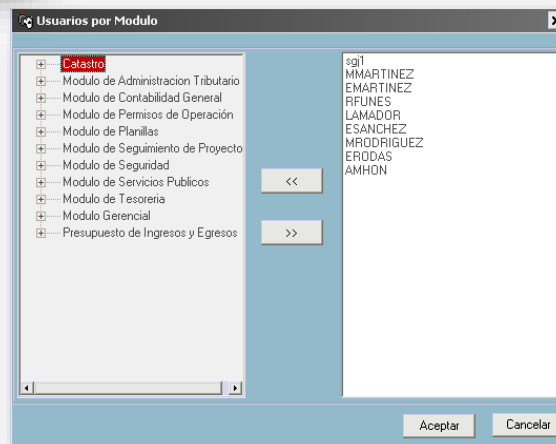 Usuarios por Modulo
Catastro
Modulo de Administracion Tributario
Modulo de Contabilidad General
Modulo de Permisos de Operación
Modulo de Planillas
Modulo de Seguimiento de Proyecto
Modulo de Seguridad
Modulo de Servicios Publicos
Modulo de Tesoreria
Modulo Gerencial
Presupuesto de Ingresos y Egresos
<<
>>
sgj1
MMARTINEZ
EMARTINEZ
RFUNES
LAMADOR
ESANCHEZ
MRODRIGUEZ
ERODAS
AMHON
Aceptar
Cancelar